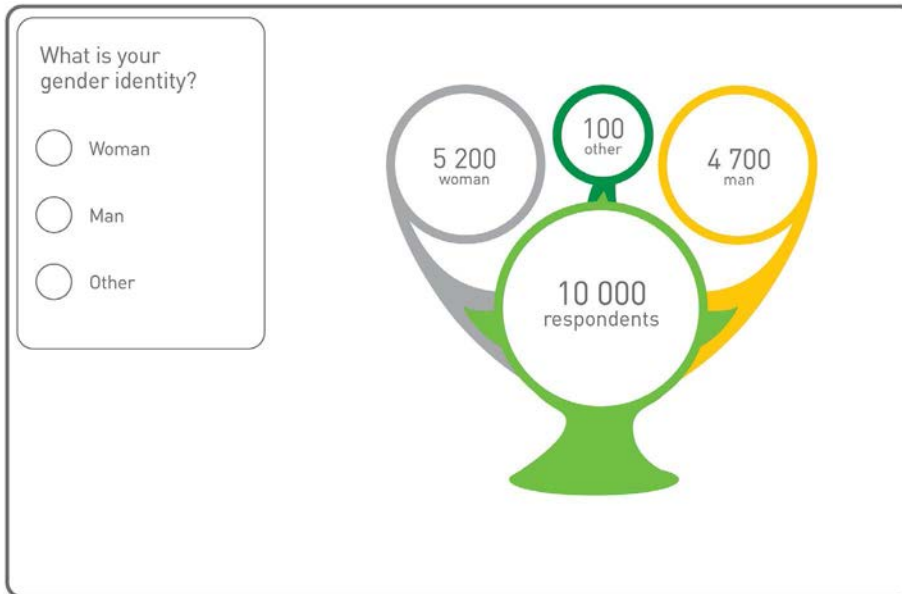 What is your
gender identity?
Woman
Man
Other
5 200
woman
100
other
4 700
man
10 000
respondents